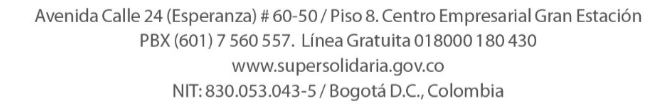 Avenida Calle 24 (Esperanza) # 60-50 / Piso 8. Centro Empresarial Gran Estación
PBX (601) 7 560 557. Línea Gratuita 018000 180 430
www.supersolidaria.gov.co
NIT: 830.053.043-5 / Bogotá D.C., Colombia